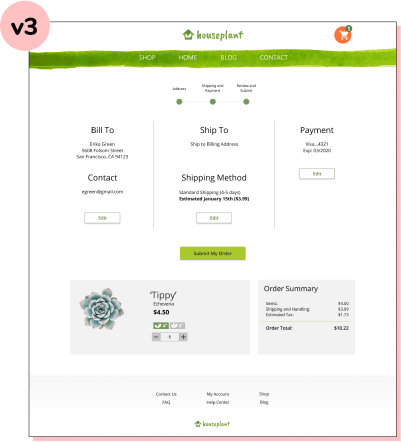 v3
houseplant
1
SHOP HOME BLOG CONTACT
Address
Shipping and
Payment
Review and
Submit
Bill To
Erika Green
5608 Folsom Street
San Francisco, CA 94123
Contact
egreen@gmail.com
Edit
Ship To
Ship to Billing Address
Shipping Method
Standard Shipping (4-5 days)
Estimated January 15th ($3.99)
Edit
Payment
Visa...4321
Exp: 03/2020
Edit
Submit My Order
'Tippy'
Echeveria
$4.50
4"
- 1 +
Order Summary
Items: $4.50
Shipping and Handling: $3.99
Estimated Tax: $1.73
Order Total: $10.22
Contact Us My Account Shop
FAQ Help Center Blog
houseplant